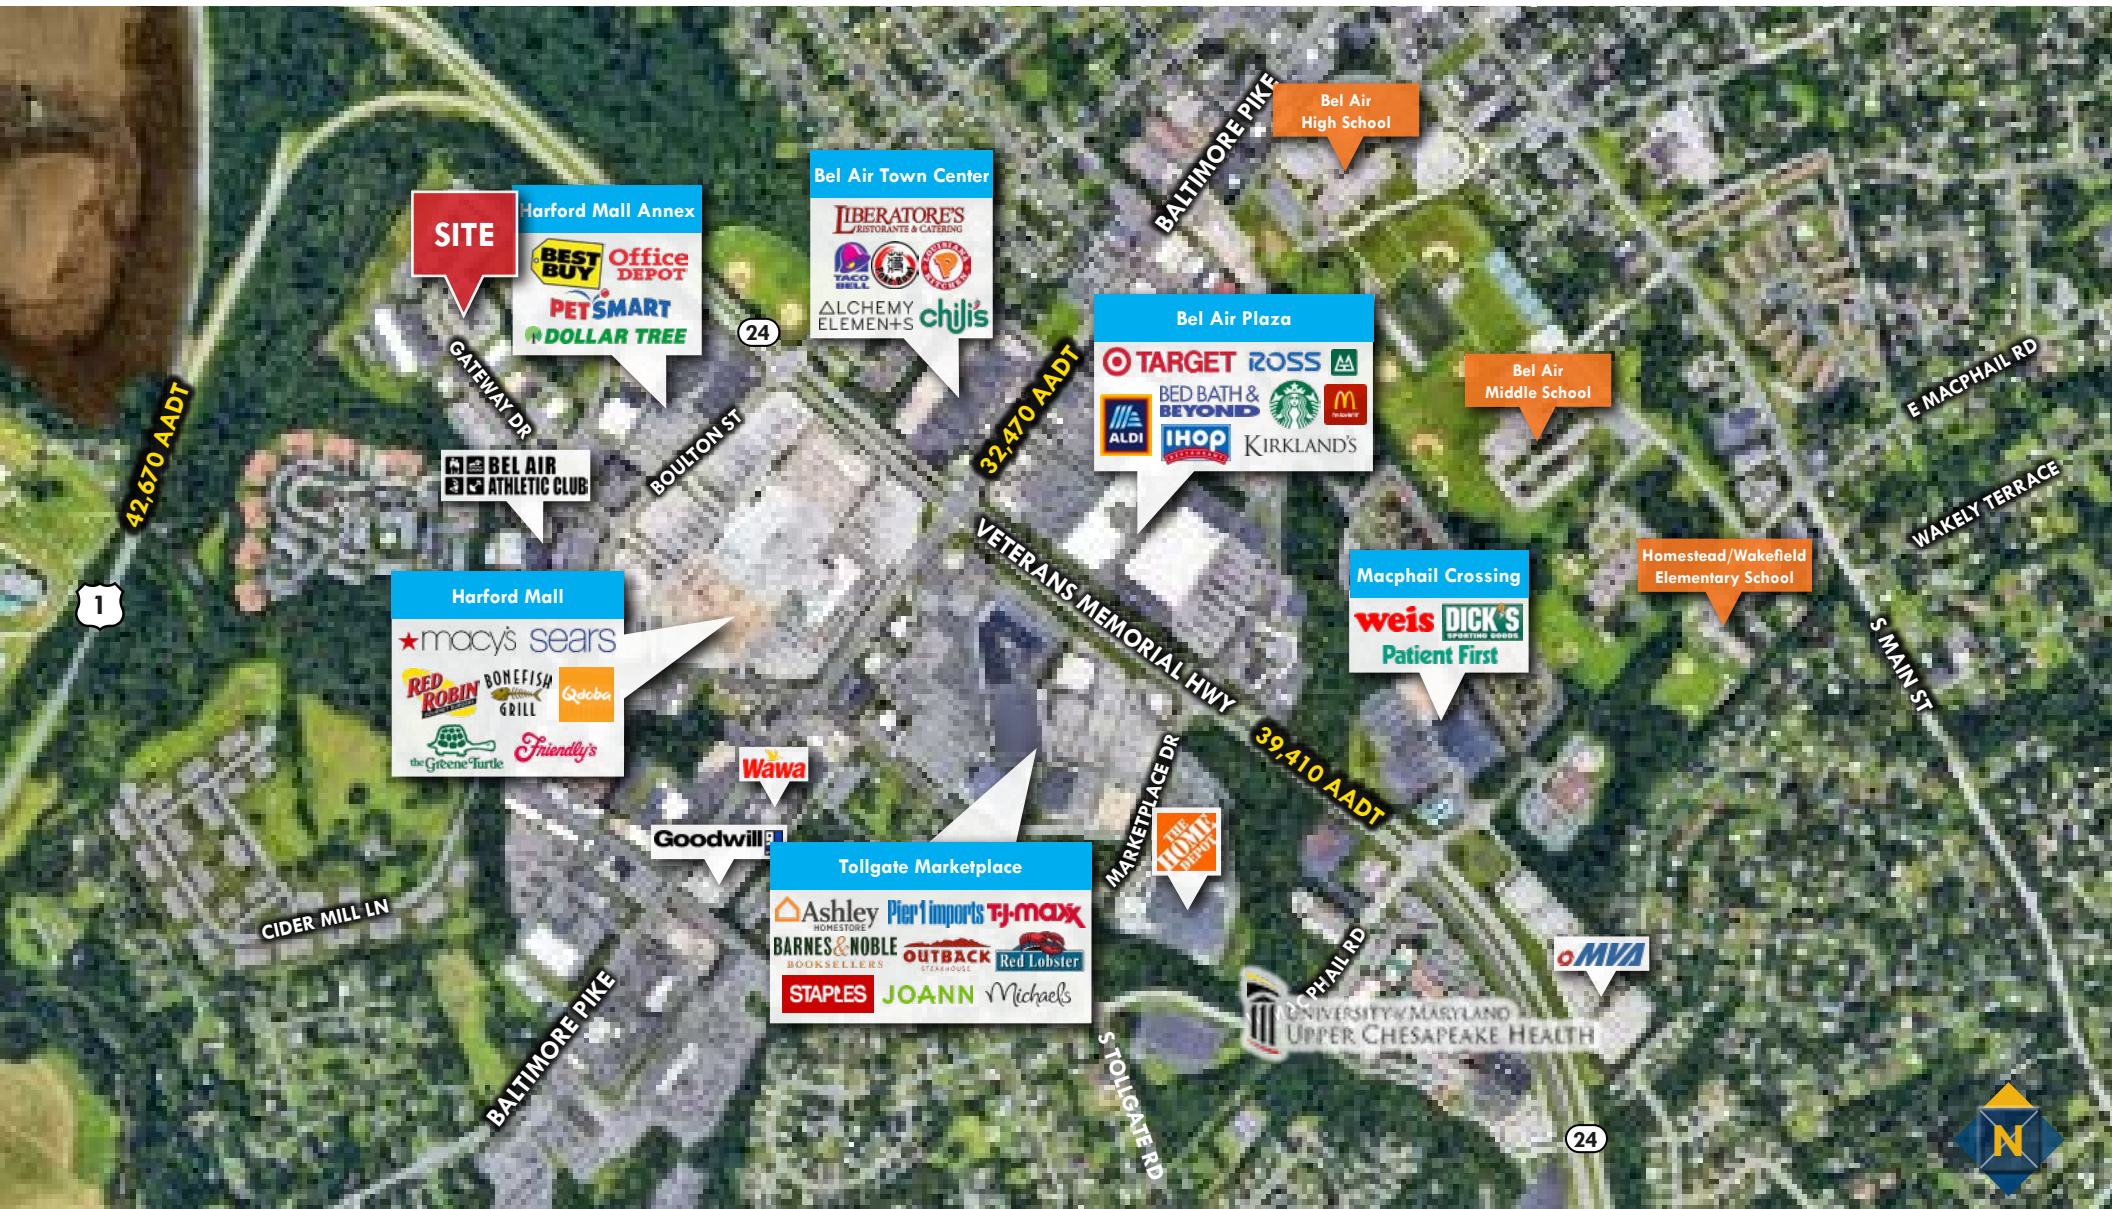 BALTIMORE PIKE
Bel Air
High School
Bel Air Town Center
LIBERATORE'S
RISTORANTE & CATERING
TACO
BELL
LOUISIANA
KITCHEN
ALCHEMY
ELEMENTS
chili's
SITE
Harford Mall Annex
BEST
BUY
Office
DEPOT
PETSMART
DOLLAR TREE
24
GATEWAY DR
BOULTON ST
42,670 AADT
1
32,470 AADT
Bel Air Plaza
TARGET
ROSS
ALDI
BED BATH &
BEYOND
IHOP
RESTAURANT
KIRKLAND'S
Bel Air
Middle School
E MACPHAIL RD
WAKELY TERRACE
Homestead/Wakefield
Elementary School
S MAIN ST
BEL AIR
ATHLETIC CLUB
VETERANS MEMORIAL HWY
Macphail Crossing
weis
DICK'S
SPORTING GOODS
Patient First
Harford Mall
macy's
sears
RED
ROBIN
BONEFISH
GRILL
Qdoba
the Greene Turtle
Friendly's
Wawa
Goodwill
39,410 AADT
MARKETPLACE DR
THE
HOME
DEPOT
Tollgate Marketplace
Ashley
HOMESTORE
Pier 1 imports
T·J·maxx
BARNES & NOBLE
BOOKSELLERS
OUTBACK
STEAKHOUSE
Red Lobster
STAPLES
JOANN
Michaels
CIDER MILL LN
BALTIMORE PIKE
S TOLLGATE RD
MACPHAIL RD
UNIVERSITY of MARYLAND
UPPER CHESAPEAKE HEALTH
MVA
24
N